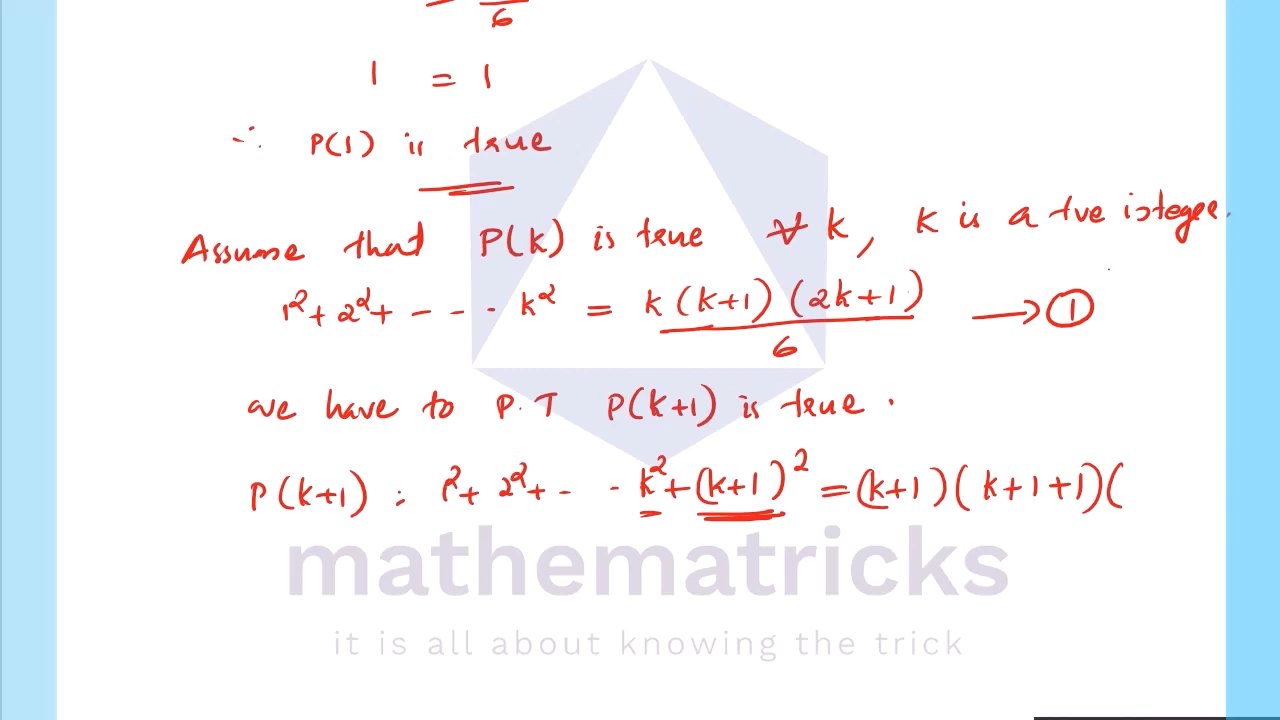 = ─
6
1 = 1
∴ P(1) is true
Assume that P(k) is true ∀ k, k is a +ve integer.
1² + 2² + - - - k² = k(k+1)(2k+1) → ①
6
we have to P.T P(k+1) is true.
P(k+1) : 1² + 2² + - - k² + (k+1)² = (k+1)(k+1+1)(
mathematricks
it is all about knowing the trick